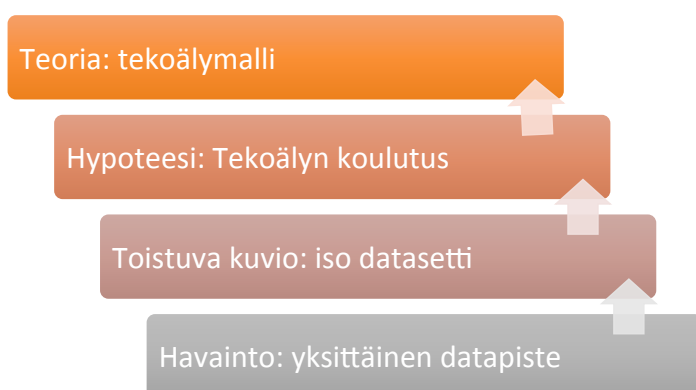 Teoria: tekoälymalli
Hypoteesi: Tekoälyn koulutus
Toistuva kuvio: iso datasetti
Havainto: yksittäinen datapiste